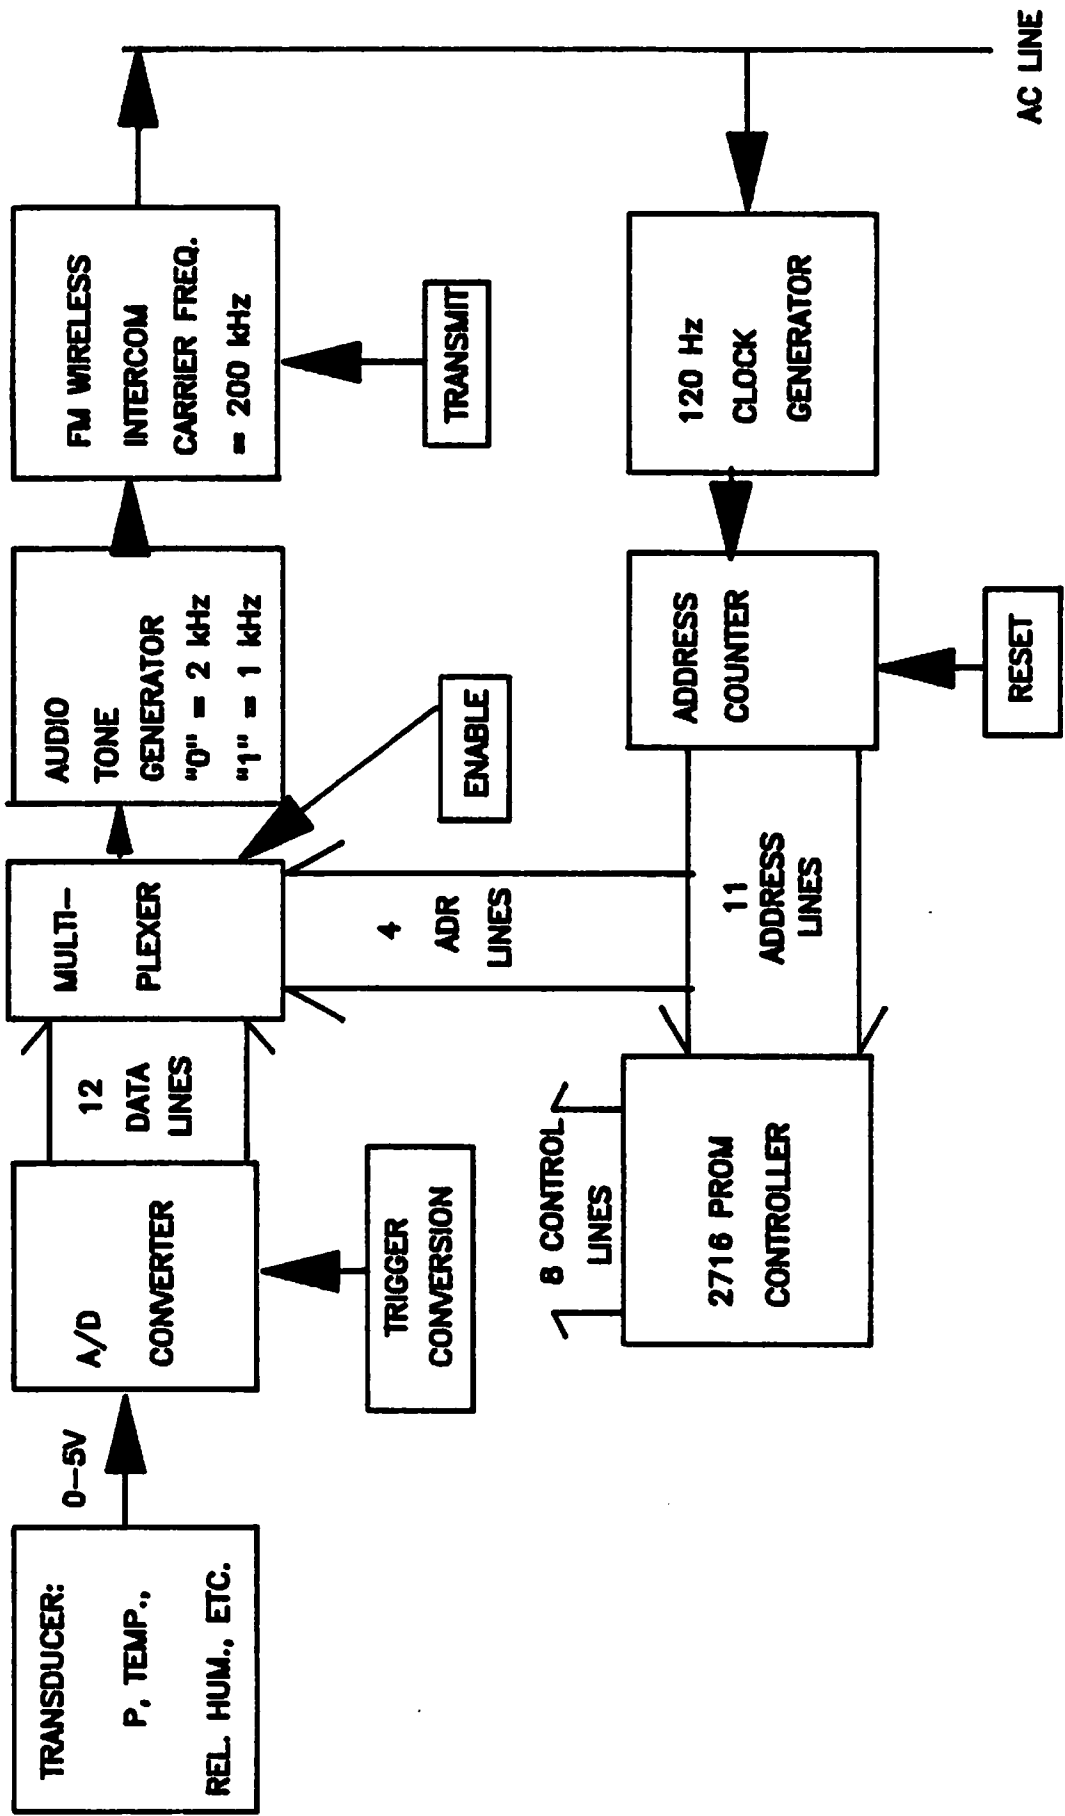 TRANSDUCER:
P, TEMP.,
REL. HUM., ETC.
0-5V
A/D
CONVERTER
TRIGGER
CONVERSION
12
DATA
LINES
MULTI-
PLEXER
ENABLE
AUDIO
TONE
GENERATOR
"0" = 2 kHz
"1" = 1 kHz
FM WIRELESS
INTERCOM
CARRIER FREQ.
= 200 kHz
TRANSMIT
4
ADR
LINES
8 CONTROL
LINES
2716 PROM
CONTROLLER
11
ADDRESS
LINES
ADDRESS
COUNTER
RESET
120 Hz
CLOCK
GENERATOR
AC LINE